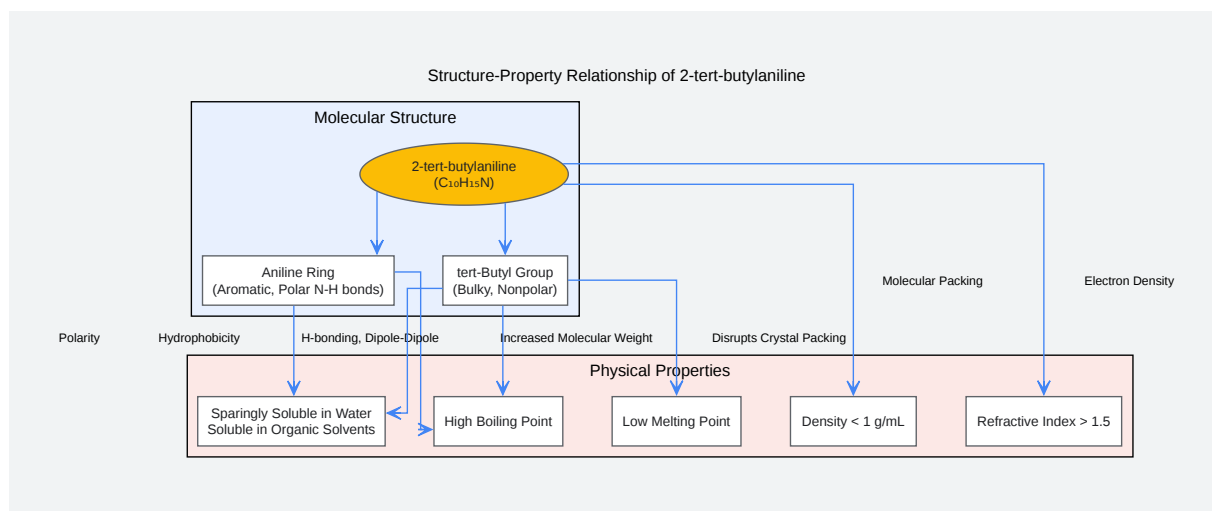 Structure-Property Relationship of 2-tert-butylaniline
Molecular Structure
2-tert-butylaniline
(C₁₀H₁₅N)
Aniline Ring
(Aromatic, Polar N-H bonds)
tert-Butyl Group
(Bulky, Nonpolar)
Molecular Packing
Electron Density
Polarity
Hydrophobicity
H-bonding, Dipole-Dipole
Increased Molecular Weight
Disrupts Crystal Packing
Physical Properties
Sparingly Soluble in Water
Soluble in Organic Solvents
High Boiling Point
Low Melting Point
Density < 1 g/mL
Refractive Index > 1.5